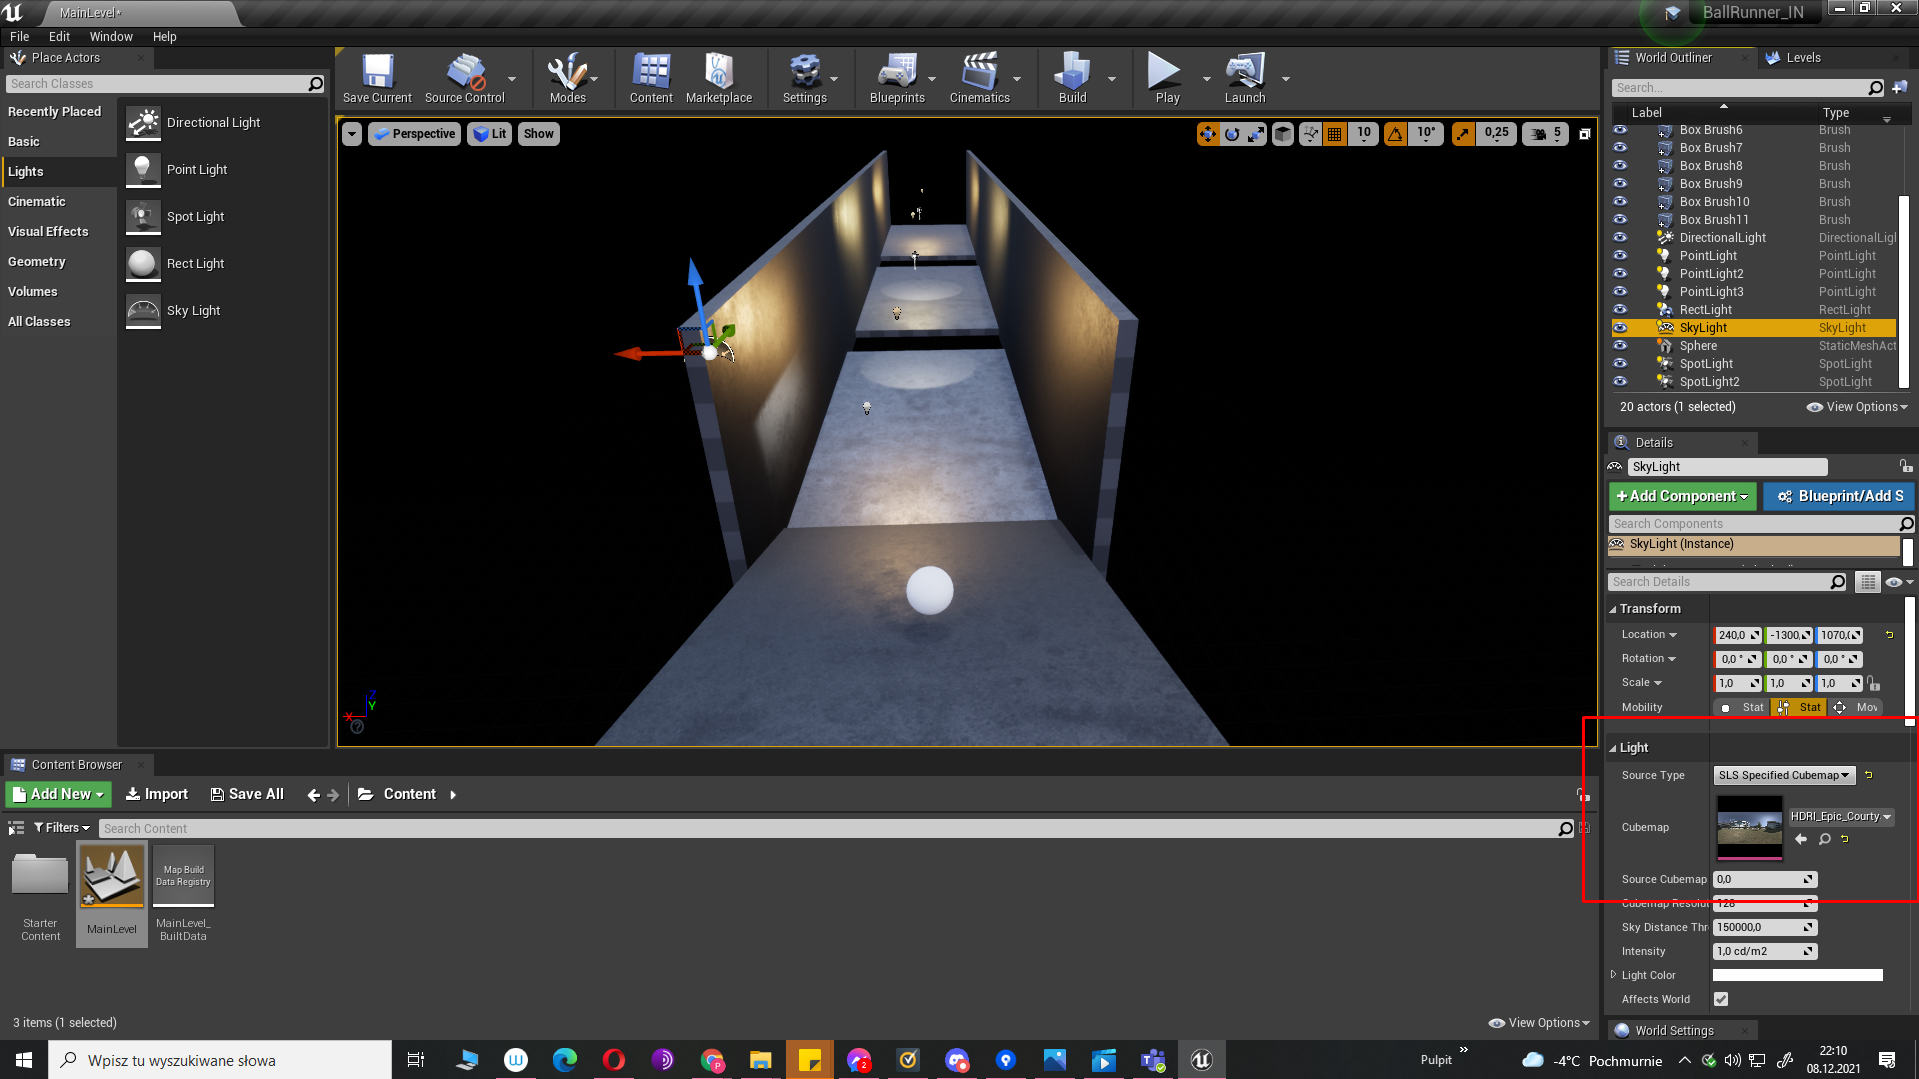 MainLevel*
BallRunner_IN
File Edit Window Help
Place Actors
Search Classes
Recently Placed
Basic
Lights
Cinematic
Visual Effects
Geometry
Volumes
All Classes
Directional Light
Point Light
Spot Light
Rect Light
Sky Light
Save Current
Source Control
Modes
Content
Marketplace
Settings
Blueprints
Cinematics
Build
Play
Launch
Perspective
Lit
Show
10
10°
0,25
5
X
Z
Y
World Outliner
Levels
Search...
Label Type
Box Brush6 Brush
Box Brush7 Brush
Box Brush8 Brush
Box Brush9 Brush
Box Brush10 Brush
Box Brush11 Brush
DirectionalLight DirectionalLigl
PointLight PointLight
PointLight2 PointLight
PointLight3 PointLight
RectLight RectLight
SkyLight SkyLight
Sphere StaticMeshAct
SpotLight SpotLight
SpotLight2 SpotLight
20 actors (1 selected)
View Options
Details
SkyLight
+Add Component
Blueprint/Add S
Search Components
SkyLight (Instance)
Search Details
Transform
Location 240,0 -1300, 1070,(
Rotation 0,0 ° 0,0 ° 0,0 °
Scale 1,0 1,0 1,0
Mobility Stat Stat Mov
Light
Source Type SLS Specified Cubemap
Cubemap HDRI_Epic_Courty
Source Cubemap 0,0
Cubemap Resolut 128
Sky Distance Thr 150000,0
Intensity 1,0 cd/m2
Light Color
Affects World
World Settings
Content Browser
Add New
Import
Save All
Content
Filters
Search Content
Starter
Content
MainLevel
Map Build
Data Registry
MainLevel_
BuiltData
3 items (1 selected)
View Options
Wpisz tu wyszukiwane słowa
W
P
2
Pulpit
»
-4°C Pochmurnie
22:10
08.12.2021